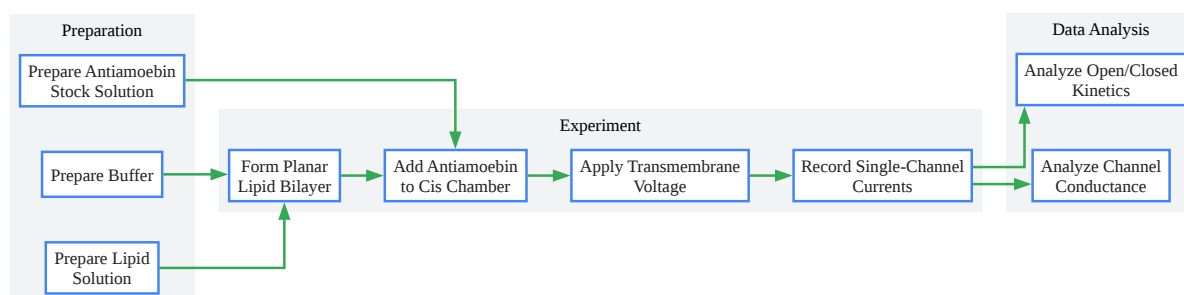 Preparation
Prepare Antiamoebin
Stock Solution
Prepare Buffer
Prepare Lipid
Solution
Experiment
Form Planar
Lipid Bilayer
Add Antiamoebin
to Cis Chamber
Apply Transmembrane
Voltage
Record Single-Channel
Currents
Data Analysis
Analyze Open/Closed
Kinetics
Analyze Channel
Conductance